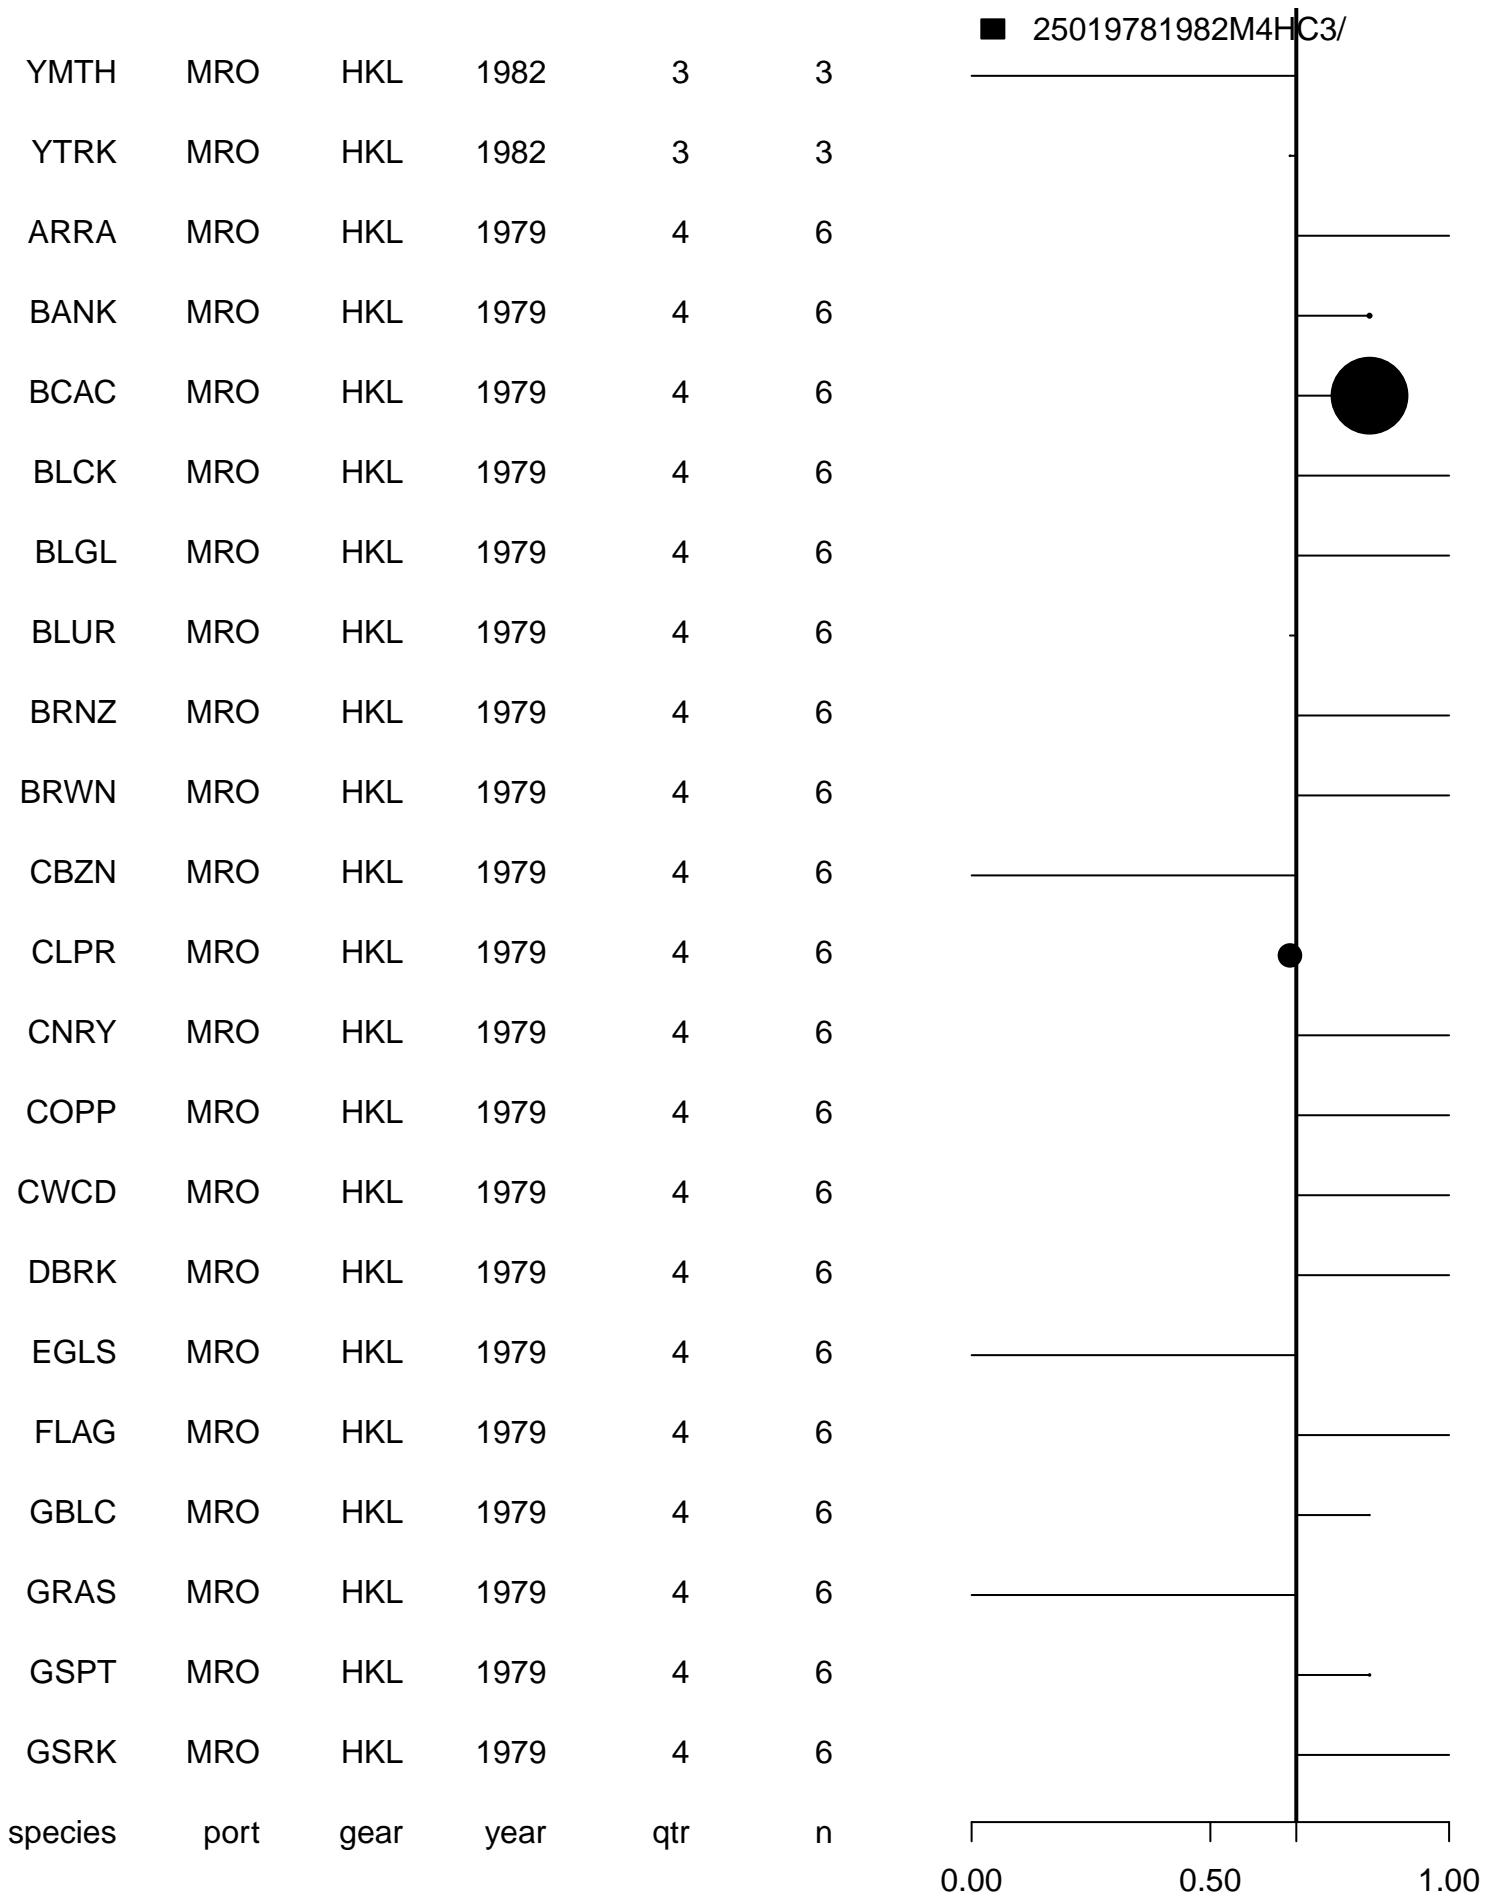 25019781982M4HC3/
YMTH MRO HKL 1982 3 3
YTRK MRO HKL 1982 3 3
ARRA MRO HKL 1979 4 6
BANK MRO HKL 1979 4 6
BCAC MRO HKL 1979 4 6
BLCK MRO HKL 1979 4 6
BLGL MRO HKL 1979 4 6
BLUR MRO HKL 1979 4 6
BRNZ MRO HKL 1979 4 6
BRWN MRO HKL 1979 4 6
CBZN MRO HKL 1979 4 6
CLPR MRO HKL 1979 4 6
CNRY MRO HKL 1979 4 6
COPP MRO HKL 1979 4 6
CWCD MRO HKL 1979 4 6
DBRK MRO HKL 1979 4 6
EGLS MRO HKL 1979 4 6
FLAG MRO HKL 1979 4 6
GBLC MRO HKL 1979 4 6
GRAS MRO HKL 1979 4 6
GSPT MRO HKL 1979 4 6
GSRK MRO HKL 1979 4 6
species port gear year qtr n
0.00 0.50 1.00